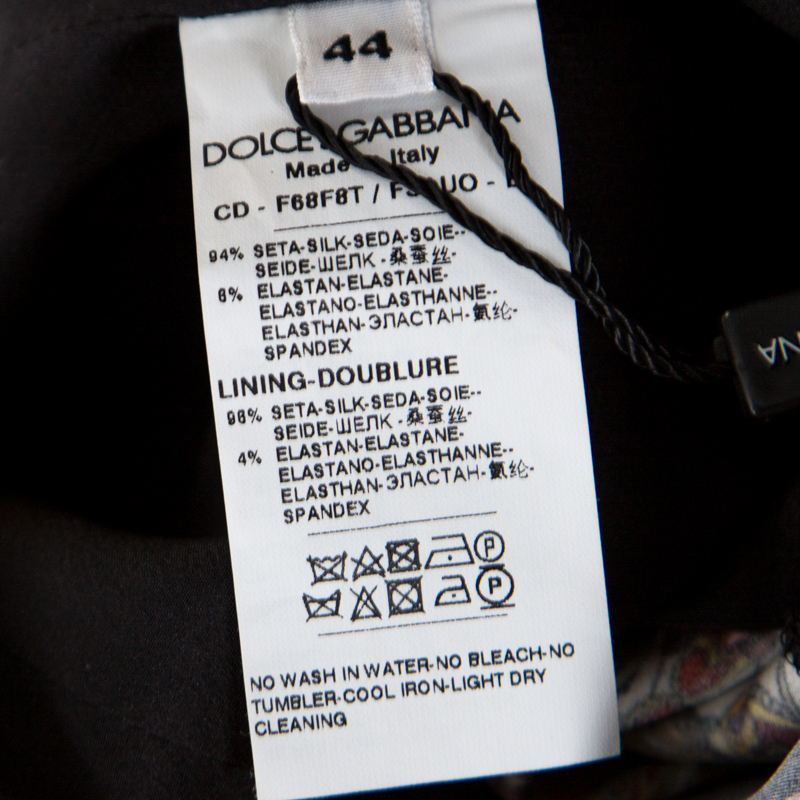 44
DOLCE & GABBANA
Made Italy
CD - F68F8T /
94% SETA-SILK-SEDA-SOIE--
SEIDE-ШЕЛК-桑蚕丝-
6% ELASTAN-ELASTANE-
ELASTANO-ELASTHANNE--
ELASTHAN-ЭЛАСТАН-氨纶-
SPANDEX
LINING-DOUBLURE
96% SETA-SILK-SEDA-SOIE--
SEIDE-ШЕЛК-桑蚕丝-
4% ELASTAN-ELASTANE-
ELASTANO-ELASTHANNE--
ELASTHAN-ЭЛАСТАН-氨纶-
SPANDEX
P
P
NO WASH IN WATER-NO BLEACH-NO
TUMBLER-COOL IRON-LIGHT DRY
CLEANING